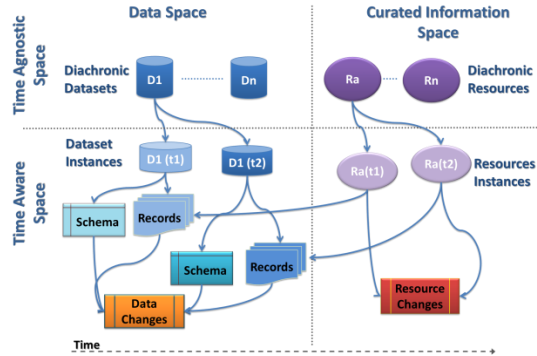 Data Space
Curated Information
Space
Time Agnostic
Space
Diachronic
Datasets
D1
Dn
Ra
Rn
Diachronic
Resources
Time Aware
Space
Dataset
Instances
D1 (t1)
D1 (t2)
Ra(t1)
Ra(t2)
Resources
Instances
Schema
Records
Schema
Records
Data
Changes
Resource
Changes
Time